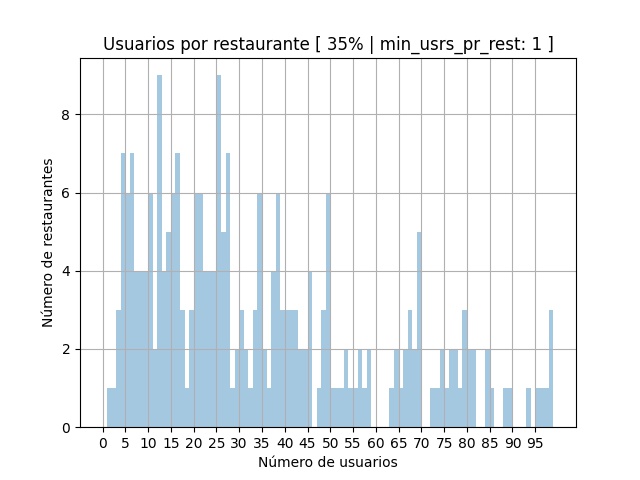 Usuarios por restaurante [ 35% | min_usrs_pr_rest: 1 ]
Número de restaurantes
8
6
4
2
0
0 5 10 15 20 25 30 35 40 45 50 55 60 65 70 75 80 85 90 95
Número de usuarios